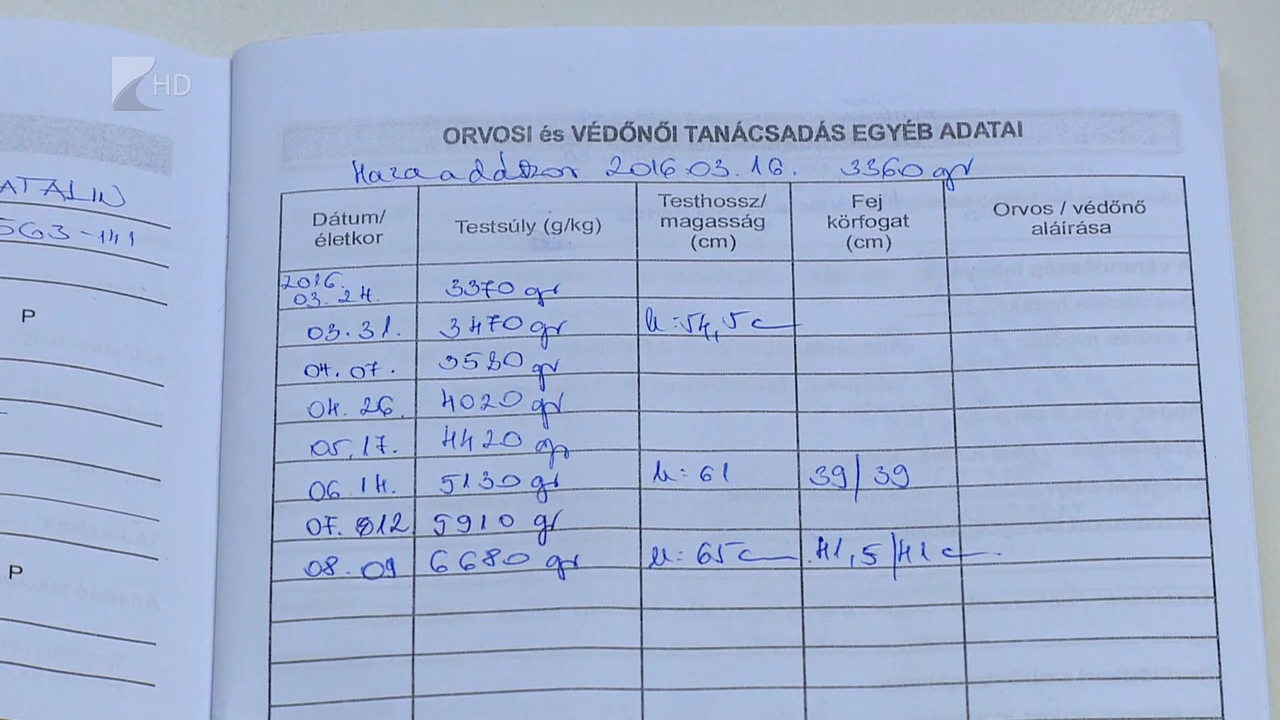 HD
ATALIN
563-141
P
P
ORVOSI és VÉDŐNŐI TANÁCSADÁS EGYÉB ADATAI
Hazaadáskor 2016 03.16. 3360 gr
Dátum/ életkor Testsúly (g/kg) Testhossz/ magasság (cm) Fej körfogat (cm) Orvos / védőnő aláírása
2016. 03.24. 3370 gr
03.31. 3470 gr h:54,5 c
04.07. 3580 gr
04.26. 4020 gr
05.17. 4420 gr
06.14. 5130 gr h: 61 39/39
07.12. 5910 gr
08.09 6680 gr h: 65 c 41,5/41 c